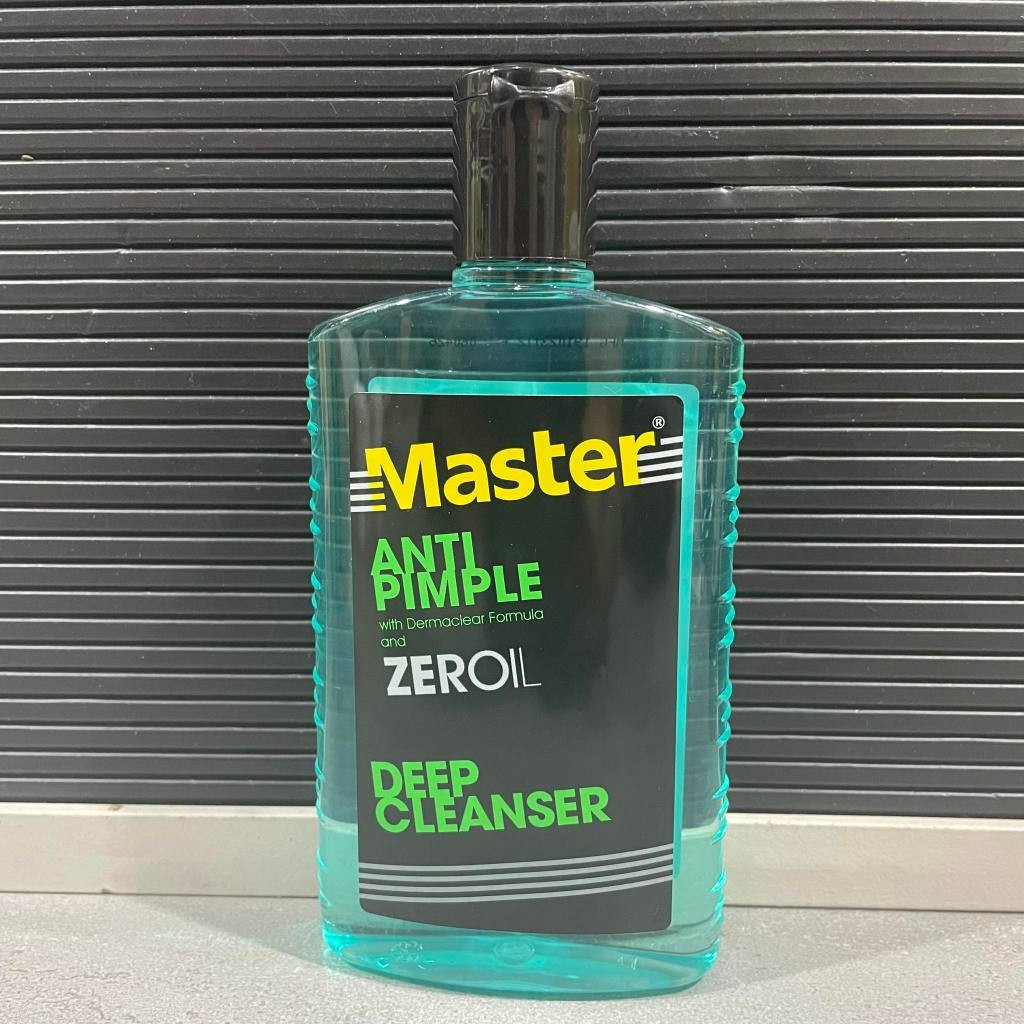 Master®
ANTI
PIMPLE
with Dermaclear Formula
and
ZEROIL
DEEP
CLEANSER